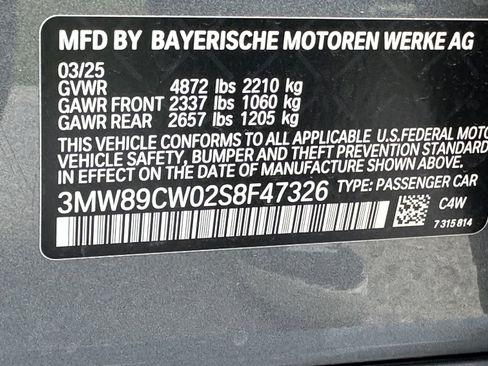 MFD BY BAYERISCHE MOTOREN WERKE AG
03/25
GVWR 4872 lbs 2210 kg
GAWR FRONT 2337 lbs 1060 kg
GAWR REAR 2657 lbs 1205 kg
THIS VEHICLE CONFORMS TO ALL APPLICABLE U.S.FEDERAL MOTO
VEHICLE SAFETY, BUMPER AND THEFT PREVENTION STANDARD
IN EFFECT ON THE DATE OF MANUFACTURE SHOWN ABOVE.
3MW89CW02S8F47326 TYPE: PASSENGER CAR
C4W
7 315 814